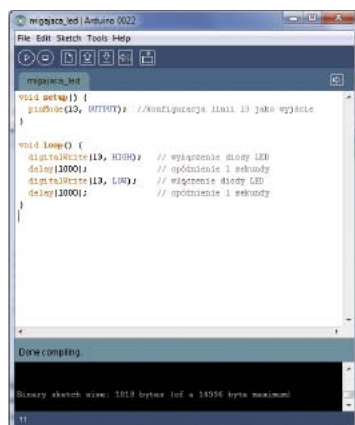 migajaca_led | Arduino 0022
File Edit Sketch Tools Help
migajaca_led
void setup() {
pinMode(13, OUTPUT); //konfiguracja linii 13 jako wyjście
}
void loop() {
digitalWrite(13, HIGH); // wyłączenie diody LED
delay(1000); // opóźnienie 1 sekundy
digitalWrite(13, LOW); // włączenie diody LED
delay(1000); // opóźnienie 1 sekundy
}
Done compiling.
Binary sketch size: 1018 bytes (of a 14336 byte maximum)
11